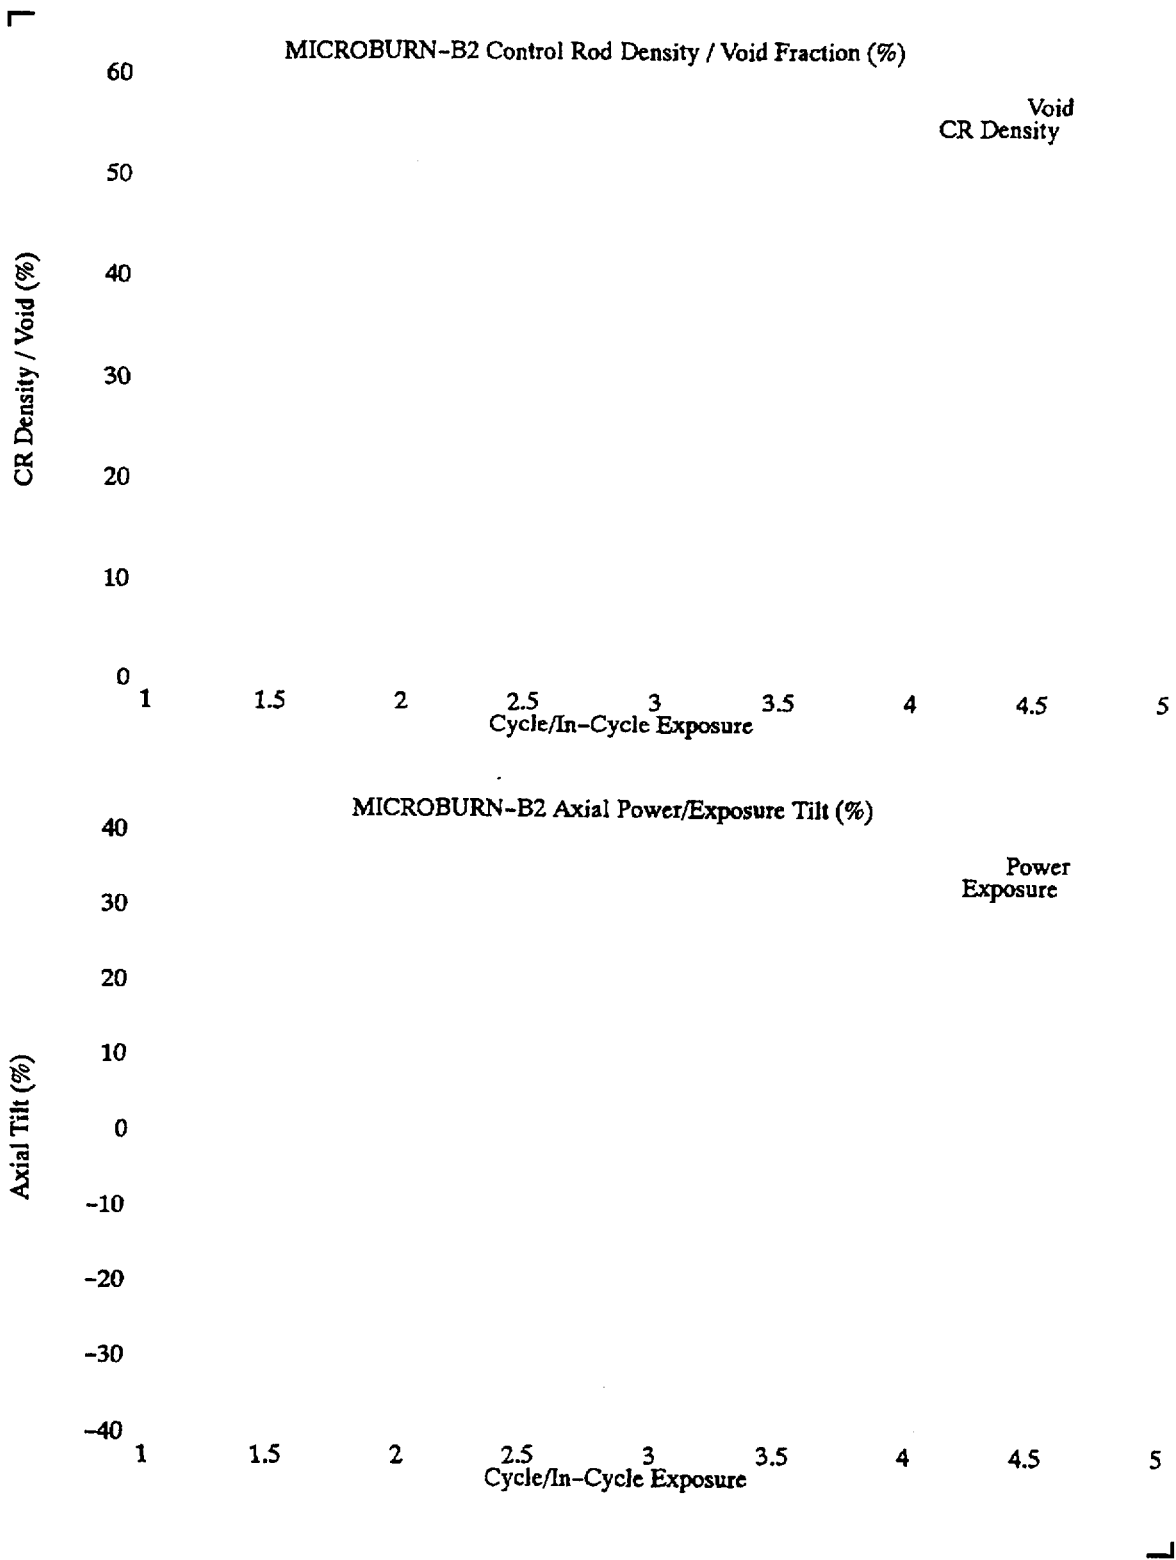 MICROBURN-B2 Control Rod Density / Void Fraction (%)
60
Void
CR Density
50
40
30
20
10
0
CR Density / Void (%)
1 1.5 2 2.5 3 3.5 4 4.5 5
Cycle/In-Cycle Exposure
MICROBURN-B2 Axial Power/Exposure Tilt (%)
40
Power
Exposure
30
20
10
0
-10
-20
-30
-40
Axial Tilt (%)
1 1.5 2 2.5 3 3.5 4 4.5 5
Cycle/In-Cycle Exposure